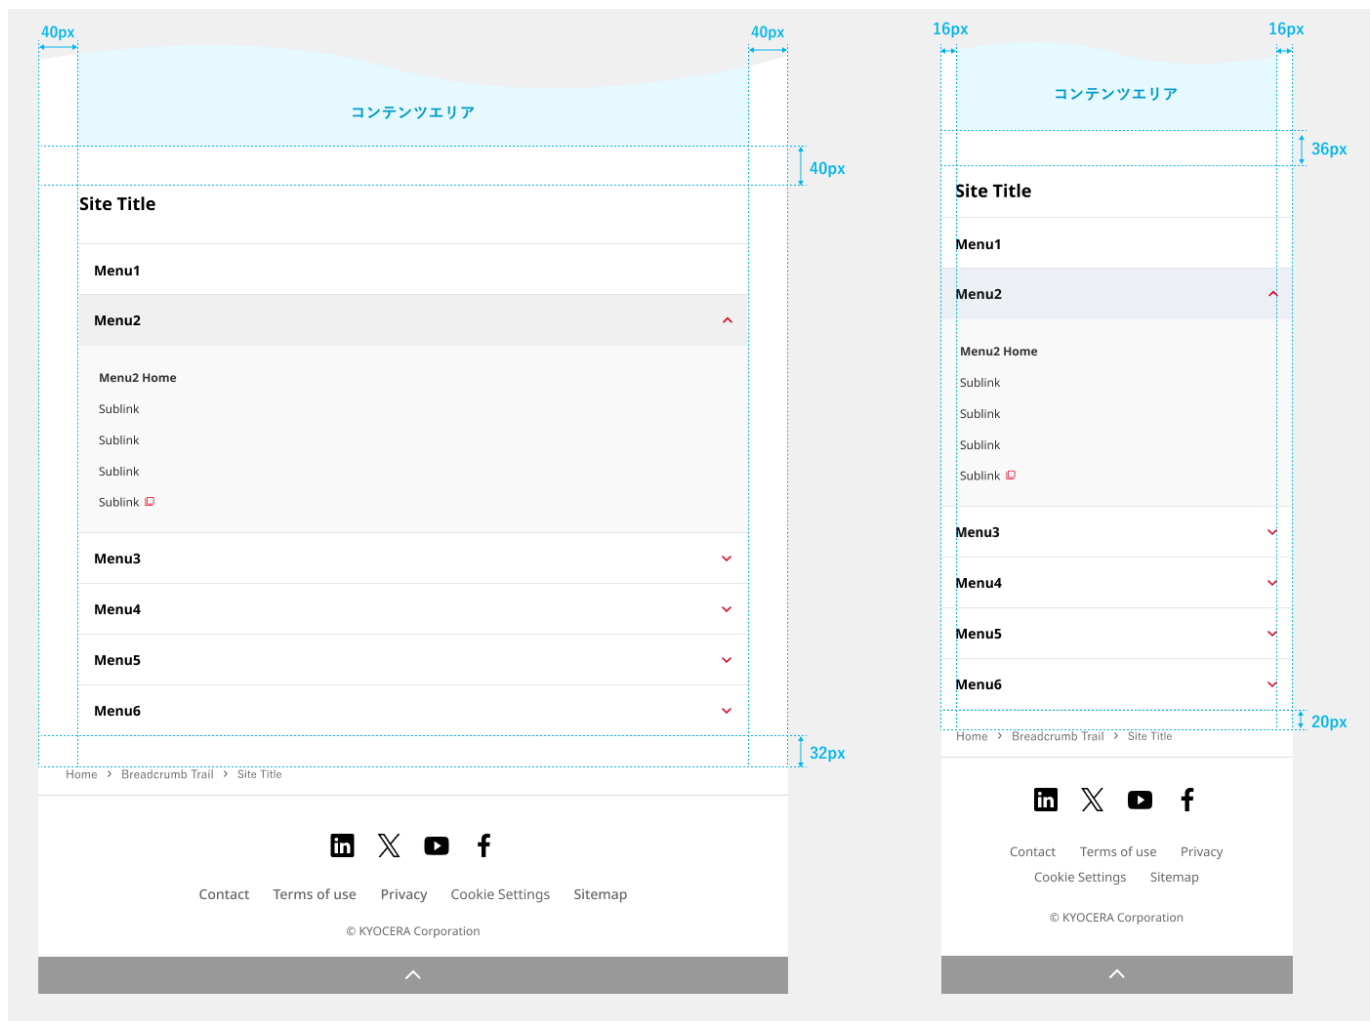 40px
40px
コンテンツエリア
40px
Site Title
Menu1
Menu2
Menu2 Home
Sublink
Sublink
Sublink
Sublink
Menu3
Menu4
Menu5
Menu6
32px
Home > Breadcrumb Trail > Site Title
in
Contact Terms of use Privacy Cookie Settings Sitemap
© KYOCERA Corporation
16px
16px
コンテンツエリア
36px
Site Title
Menu1
Menu2
Menu2 Home
Sublink
Sublink
Sublink
Sublink
Menu3
Menu4
Menu5
Menu6
20px
Home > Breadcrumb Trail > Site Title
in
Contact Terms of use Privacy
Cookie Settings Sitemap
© KYOCERA Corporation